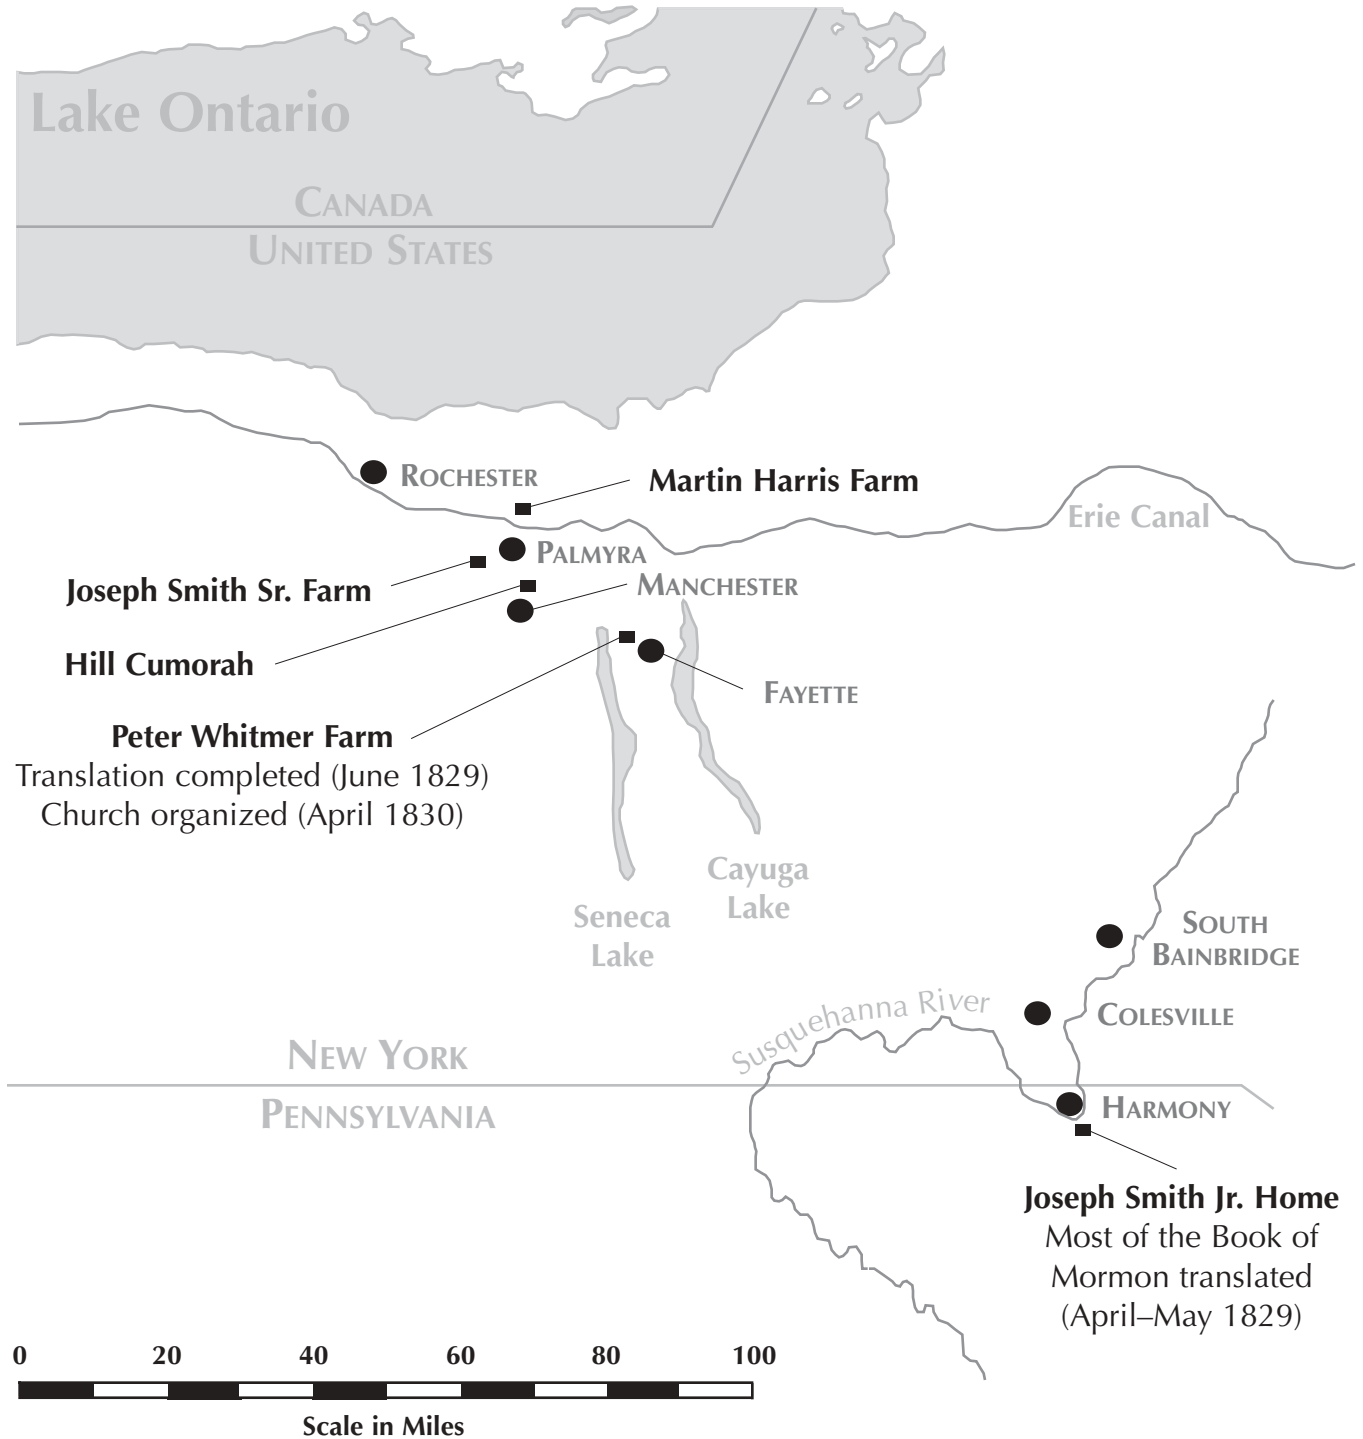 Lake Ontario
CANADA
UNITED STATES
ROCHESTER
Martin Harris Farm
Erie Canal
PALMYRA
Joseph Smith Sr. Farm
MANCHESTER
Hill Cumorah
FAYETTE
Peter Whitmer Farm
Translation completed (June 1829)
Church organized (April 1830)
Cayuga
Lake
Seneca
Lake
SOUTH
BAINBRIDGE
Susquehanna River
COLESVILLE
NEW YORK
PENNSYLVANIA
HARMONY
Joseph Smith Jr. Home
Most of the Book of
Mormon translated
(April–May 1829)
0 20 40 60 80 100
Scale in Miles